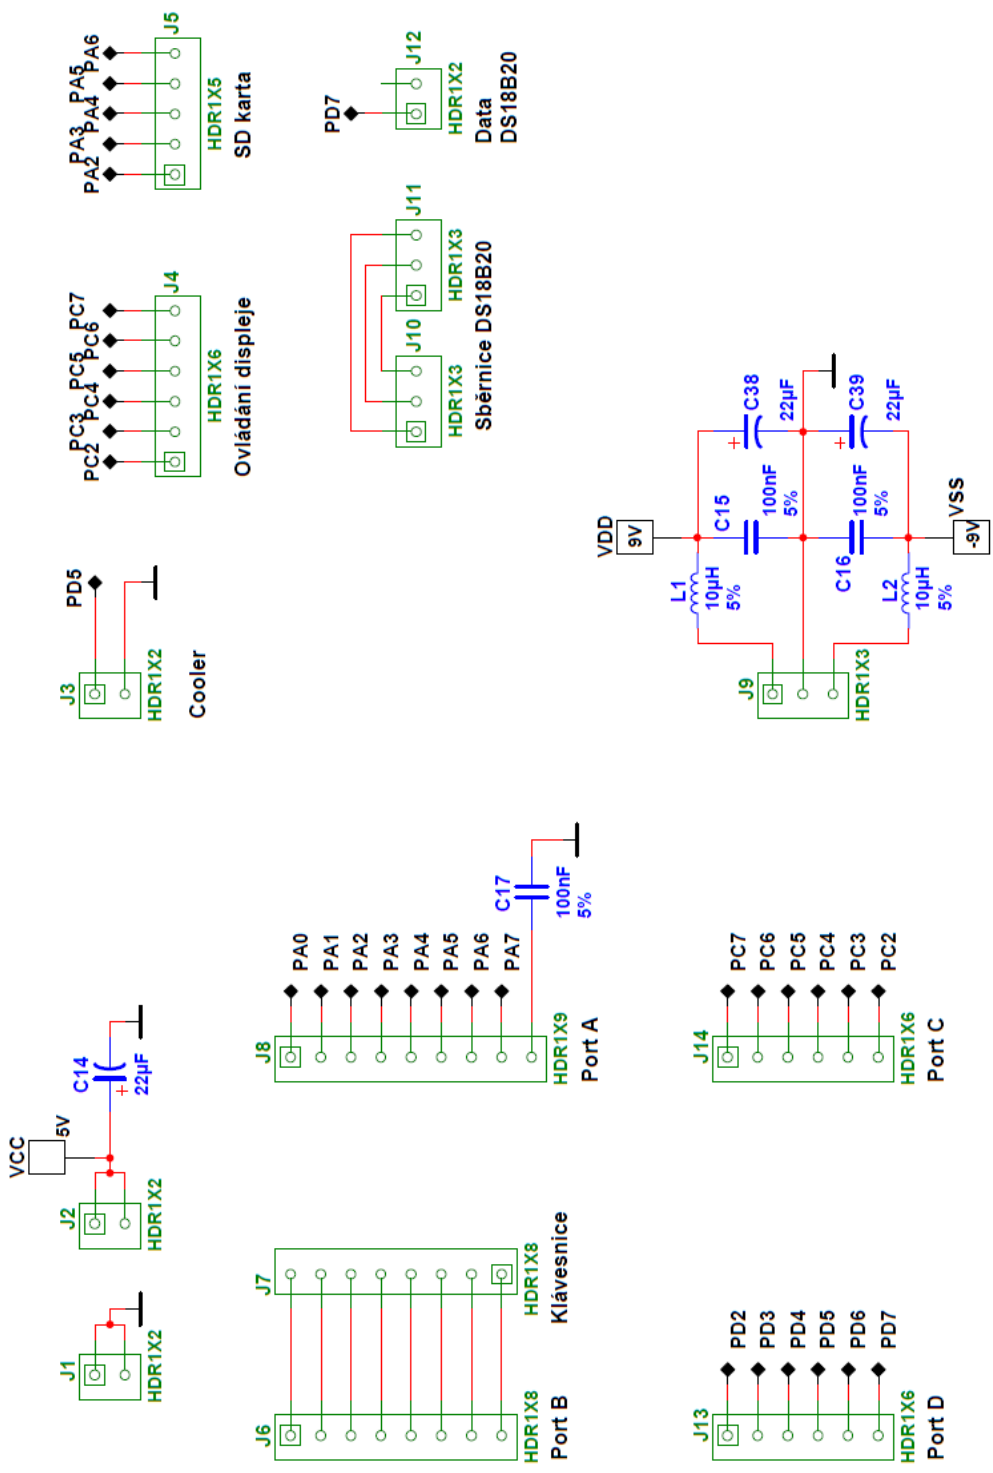 J1
HDR1X2
VCC
5V
J2
HDR1X2
C14
22µF
J3
HDR1X2
Cooler
PD5
PC2
PC3
PC4
PC5
PC6
PC7
J4
HDR1X6
Ovládání displeje
PA2
PA3
PA4
PA5
PA6
J5
HDR1X5
SD karta
J6
HDR1X8
Port B
J7
HDR1X8
Klávesnice
J8
HDR1X9
Port A
PA0
PA1
PA2
PA3
PA4
PA5
PA6
PA7
C17
100nF
5%
J10
HDR1X3
J11
HDR1X3
Sběrnice DS18B20
PD7
J12
HDR1X2
Data
DS18B20
J13
HDR1X6
Port D
PD2
PD3
PD4
PD5
PD6
PD7
J14
HDR1X6
Port C
PC7
PC6
PC5
PC4
PC3
PC2
J9
HDR1X3
VDD
9V
L1
10µH
5%
C15
100nF
5%
C38
22µF
C16
100nF
5%
C39
22µF
L2
10µH
5%
VSS
-9V